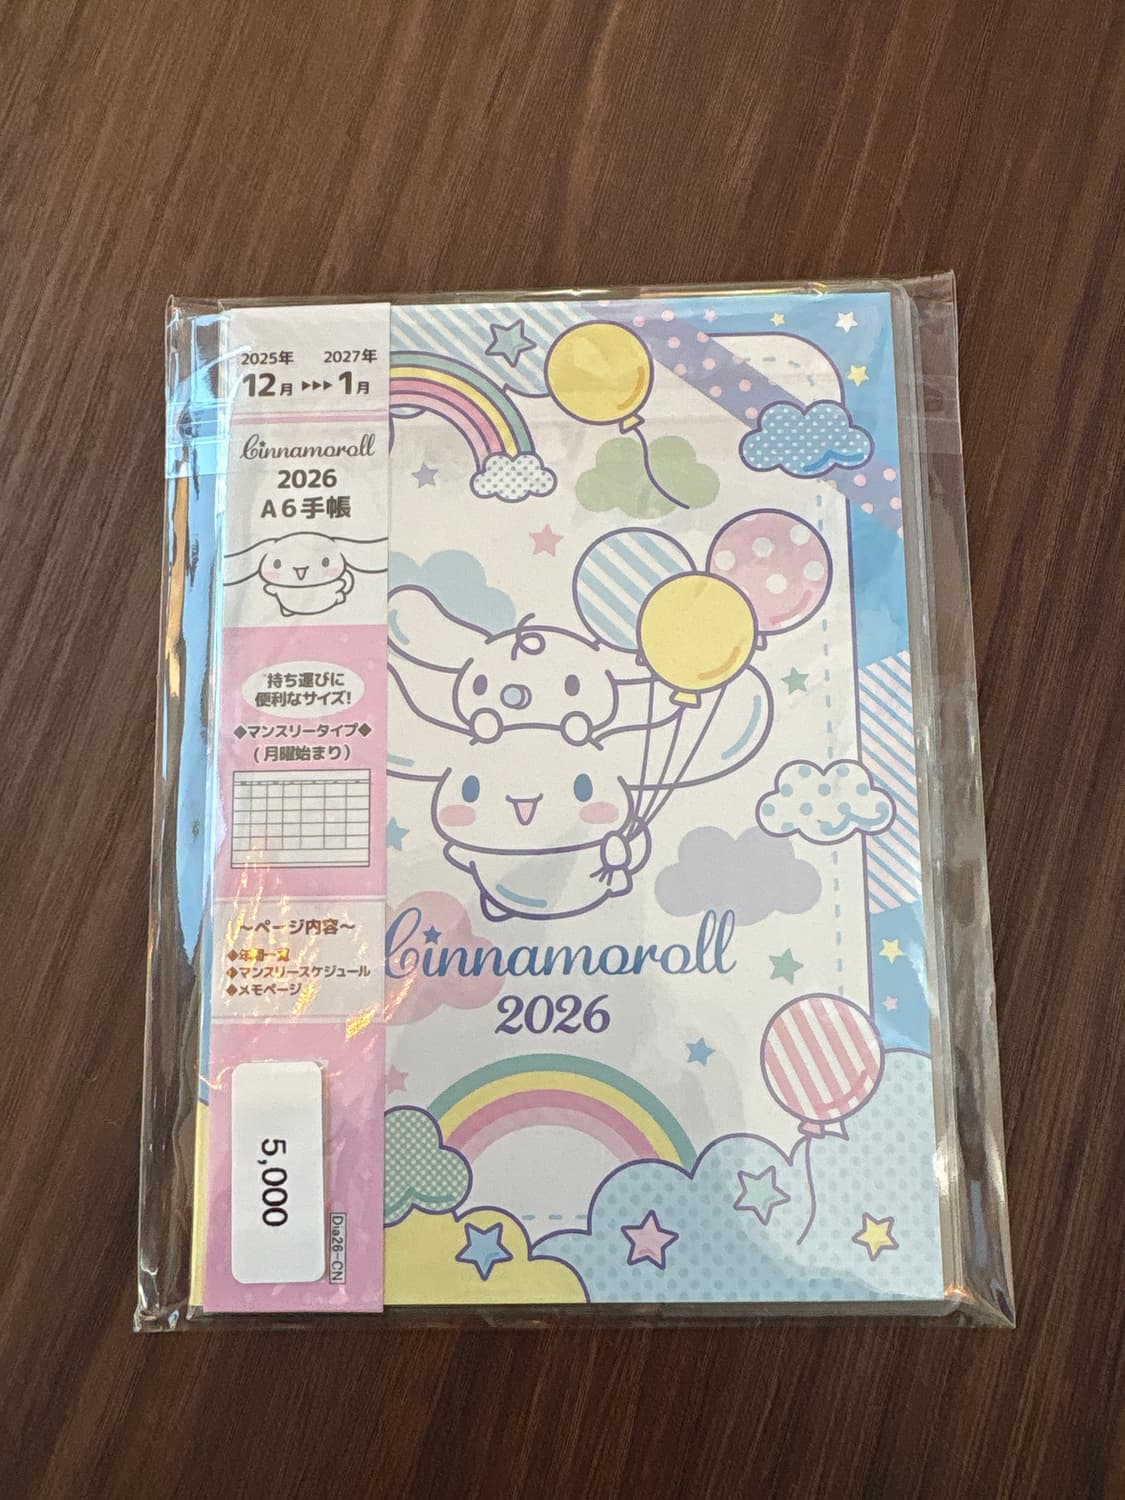 2025年 2027年
12月 ▶▶▶ 1月
Cinnamoroll
2026
A6手帳
持ち運びに
便利なサイズ!
◆マンスリータイプ◆
(月曜始まり)
~ページ内容~
◆年間一覧
◆マンスリースケジュール
◆メモページ
5,000
Dia26-CN
Cinnamoroll
2026